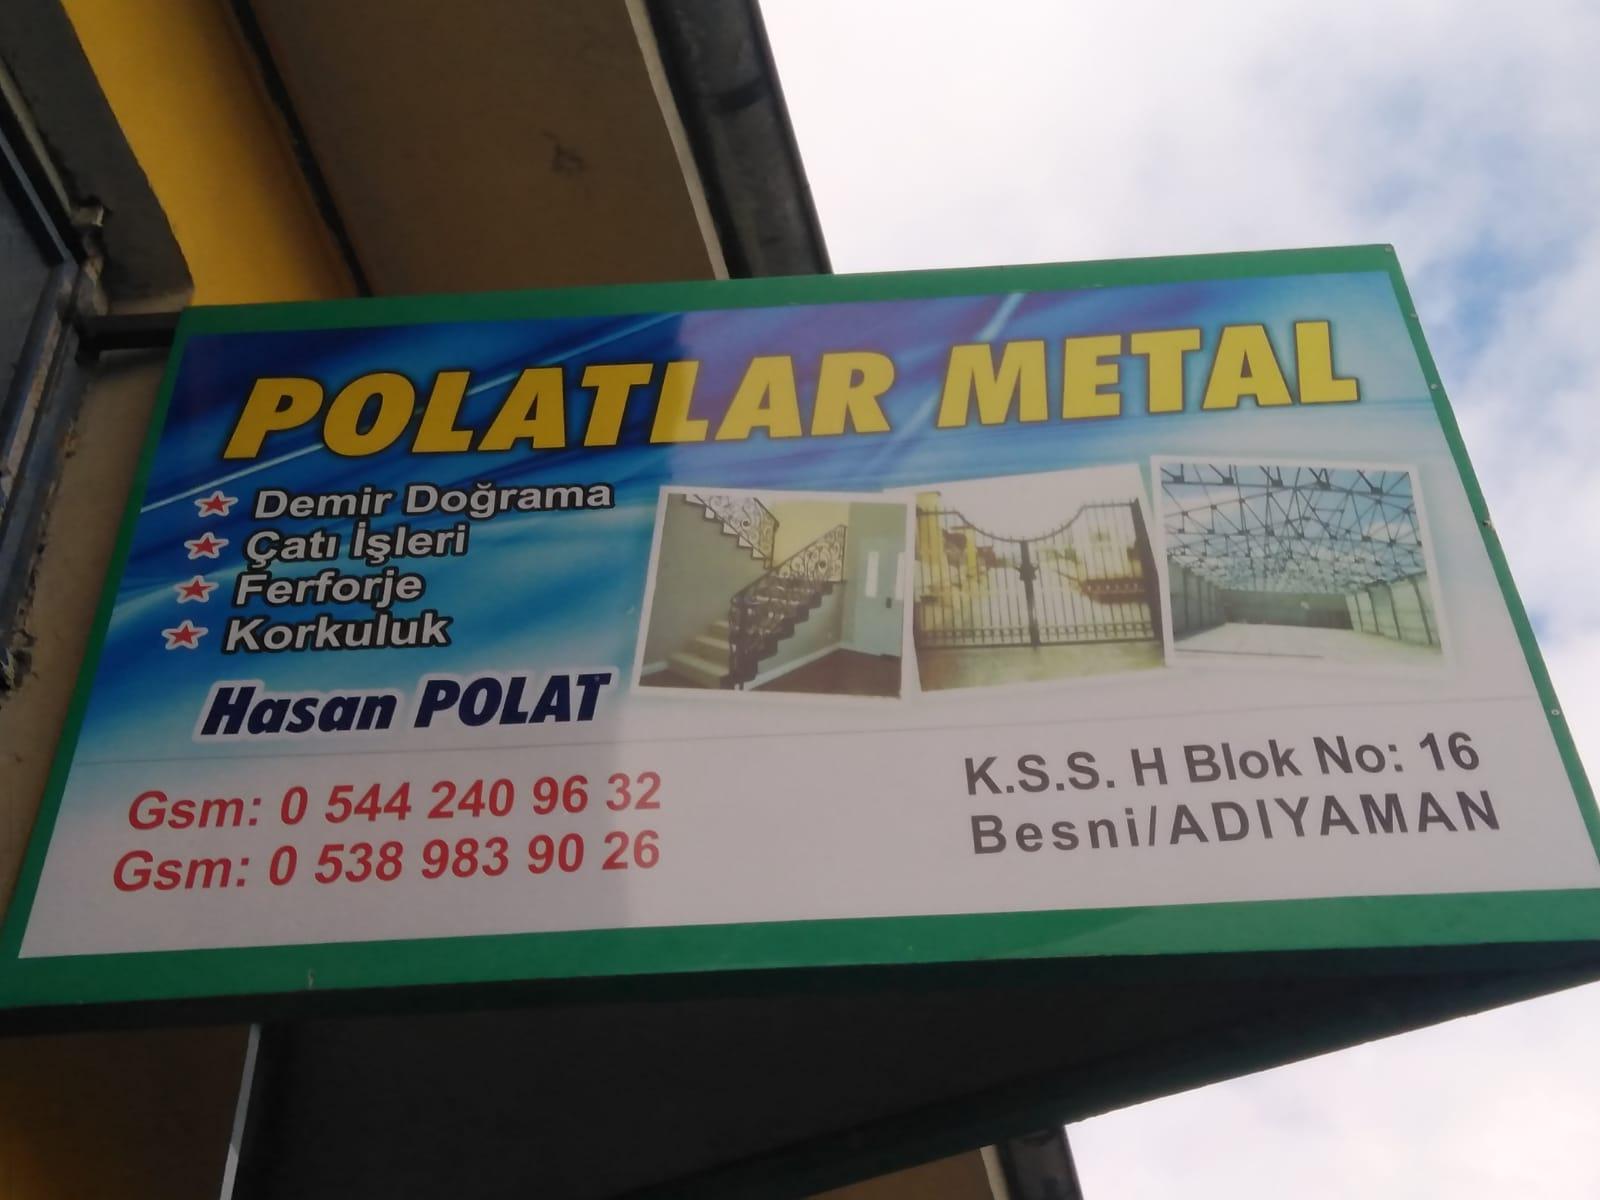 POLATLAR METAL
Demir Doğrama
Çatı İşleri
Ferforje
Korkuluk
Hasan POLAT
Gsm: 0 544 240 96 32
Gsm: 0 538 983 90 26
K.S.S. H Blok No: 16
Besni/ADIYAMAN